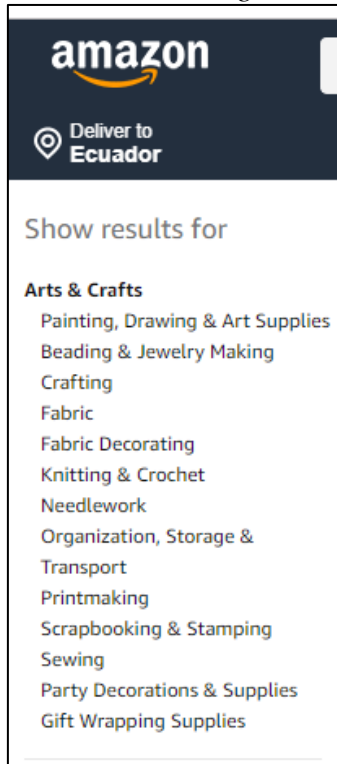 amazon
Deliver to
Ecuador
Show results for
Arts & Crafts
Painting, Drawing & Art Supplies
Beading & Jewelry Making
Crafting
Fabric
Fabric Decorating
Knitting & Crochet
Needlework
Organization, Storage &
Transport
Printmaking
Scrapbooking & Stamping
Sewing
Party Decorations & Supplies
Gift Wrapping Supplies